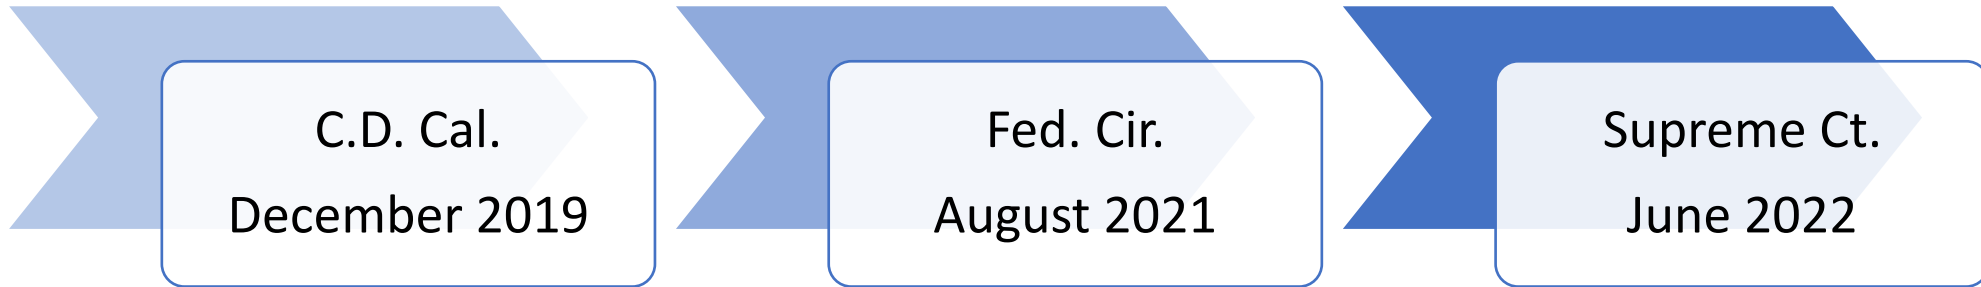 C.D. Cal.
December 2019
Fed. Cir.
August 2021
Supreme Ct.
June 2022